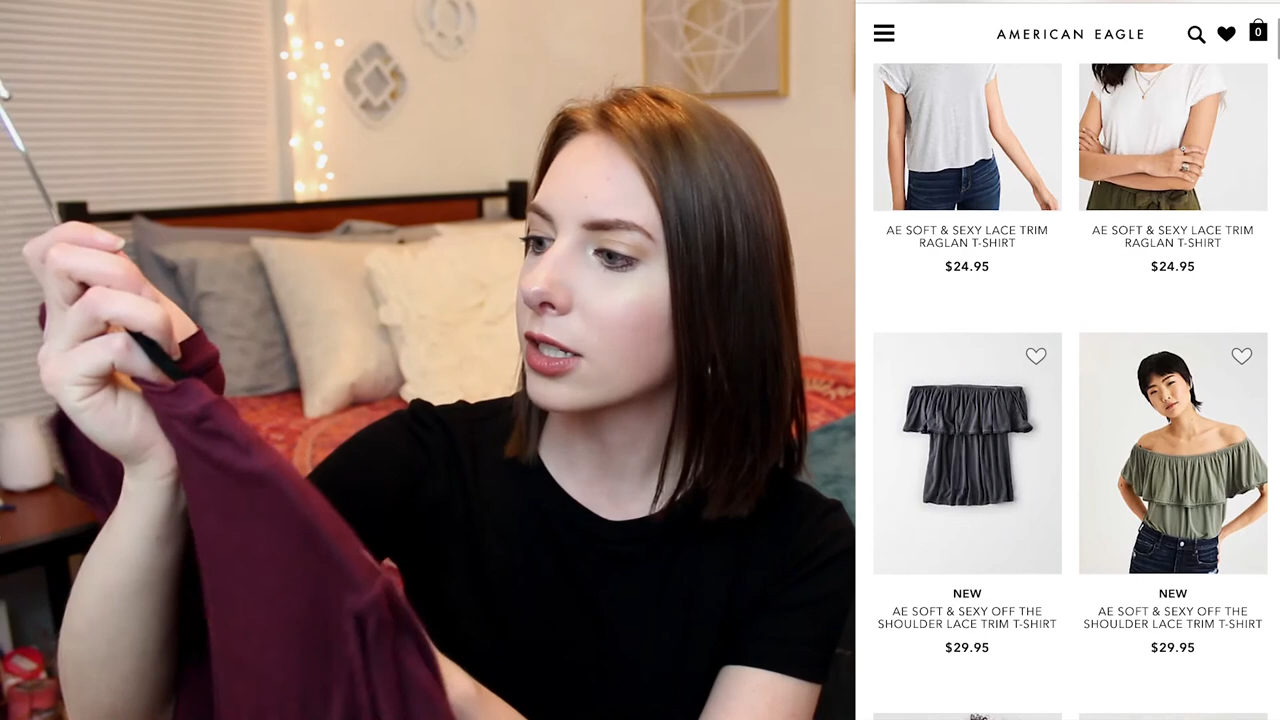 AMERICAN EAGLE
0
AE SOFT & SEXY LACE TRIM
RAGLAN T-SHIRT
$24.95
AE SOFT & SEXY LACE TRIM
RAGLAN T-SHIRT
$24.95
NEW
AE SOFT & SEXY OFF THE
SHOULDER LACE TRIM T-SHIRT
$29.95
NEW
AE SOFT & SEXY OFF THE
SHOULDER LACE TRIM T-SHIRT
$29.95